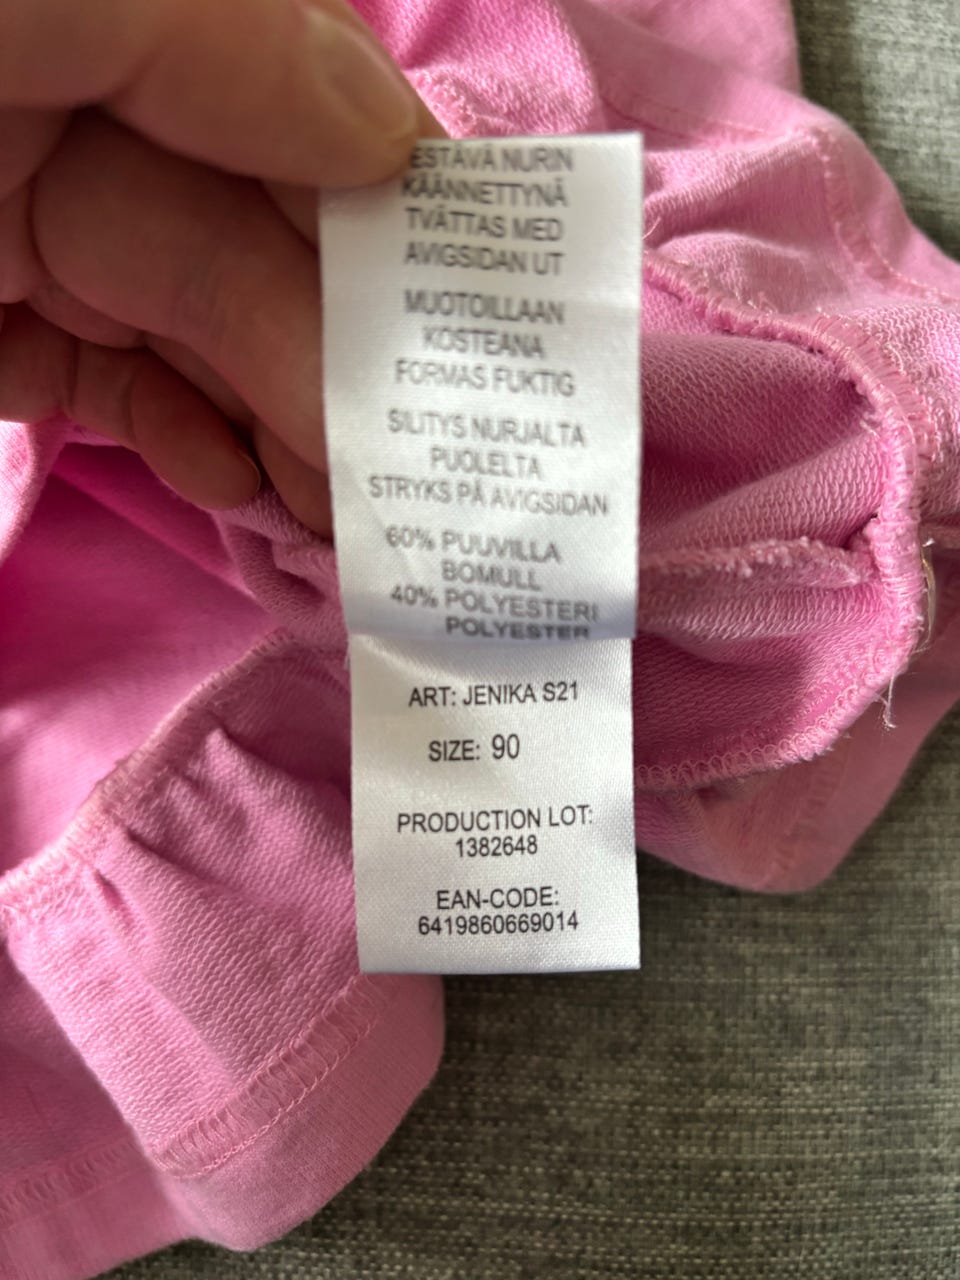 NURIN
KÄÄNNETTYNÄ
TVÄTTAS MED
AVIGSIDAN UT
MUOTOILLAAN
KOSTEANA
FORMAS FUKTIG
SILITYS NURJALTA
PUOLELTA
STRYKS PÅ AVIGSIDAN
60% PUUVILLA
BOMULL
40% POLYESTERI
POLYESTER
ART: JENIKA S21
SIZE: 90
PRODUCTION LOT:
1382648
EAN-CODE:
6419860669014